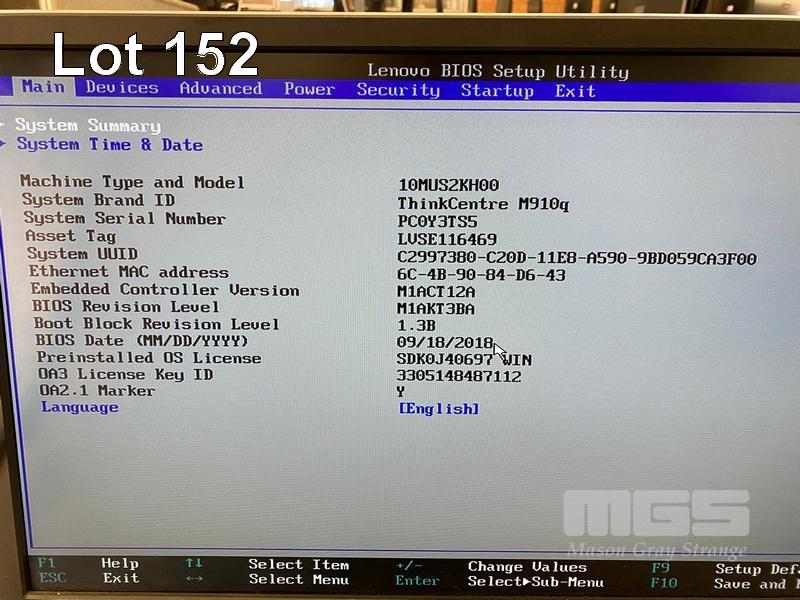 Lot 152
Lenovo BIOS Setup Utility
Main Devices Advanced Power Security Startup Exit
System Summary
System Time & Date
Machine Type and Model 10MUS2KH00
System Brand ID ThinkCentre M910q
System Serial Number PC0Y3TS5
Asset Tag LVSE116469
System UUID C2997380-C20D-11E8-A590-9BD059CA3F00
Ethernet MAC address 6C-4B-90-84-D6-43
Embedded Controller Version M1ACT12A
BIOS Revision Level M1AKT3BA
Boot Block Revision Level 1.3B
BIOS Date (MM/DD/YYYY) 09/18/2018
Preinstalled OS License SDK0J40697 WIN
OA3 License Key ID 3305148487112
OA2.1 Marker Y
Language [English]
MGS
Mason Gray Strange
F1 Help ↑↓ Select Item +/- Change Values F9 Setup Def
ESC Exit ←→ Select Menu Enter Select▶Sub-Menu F10 Save and